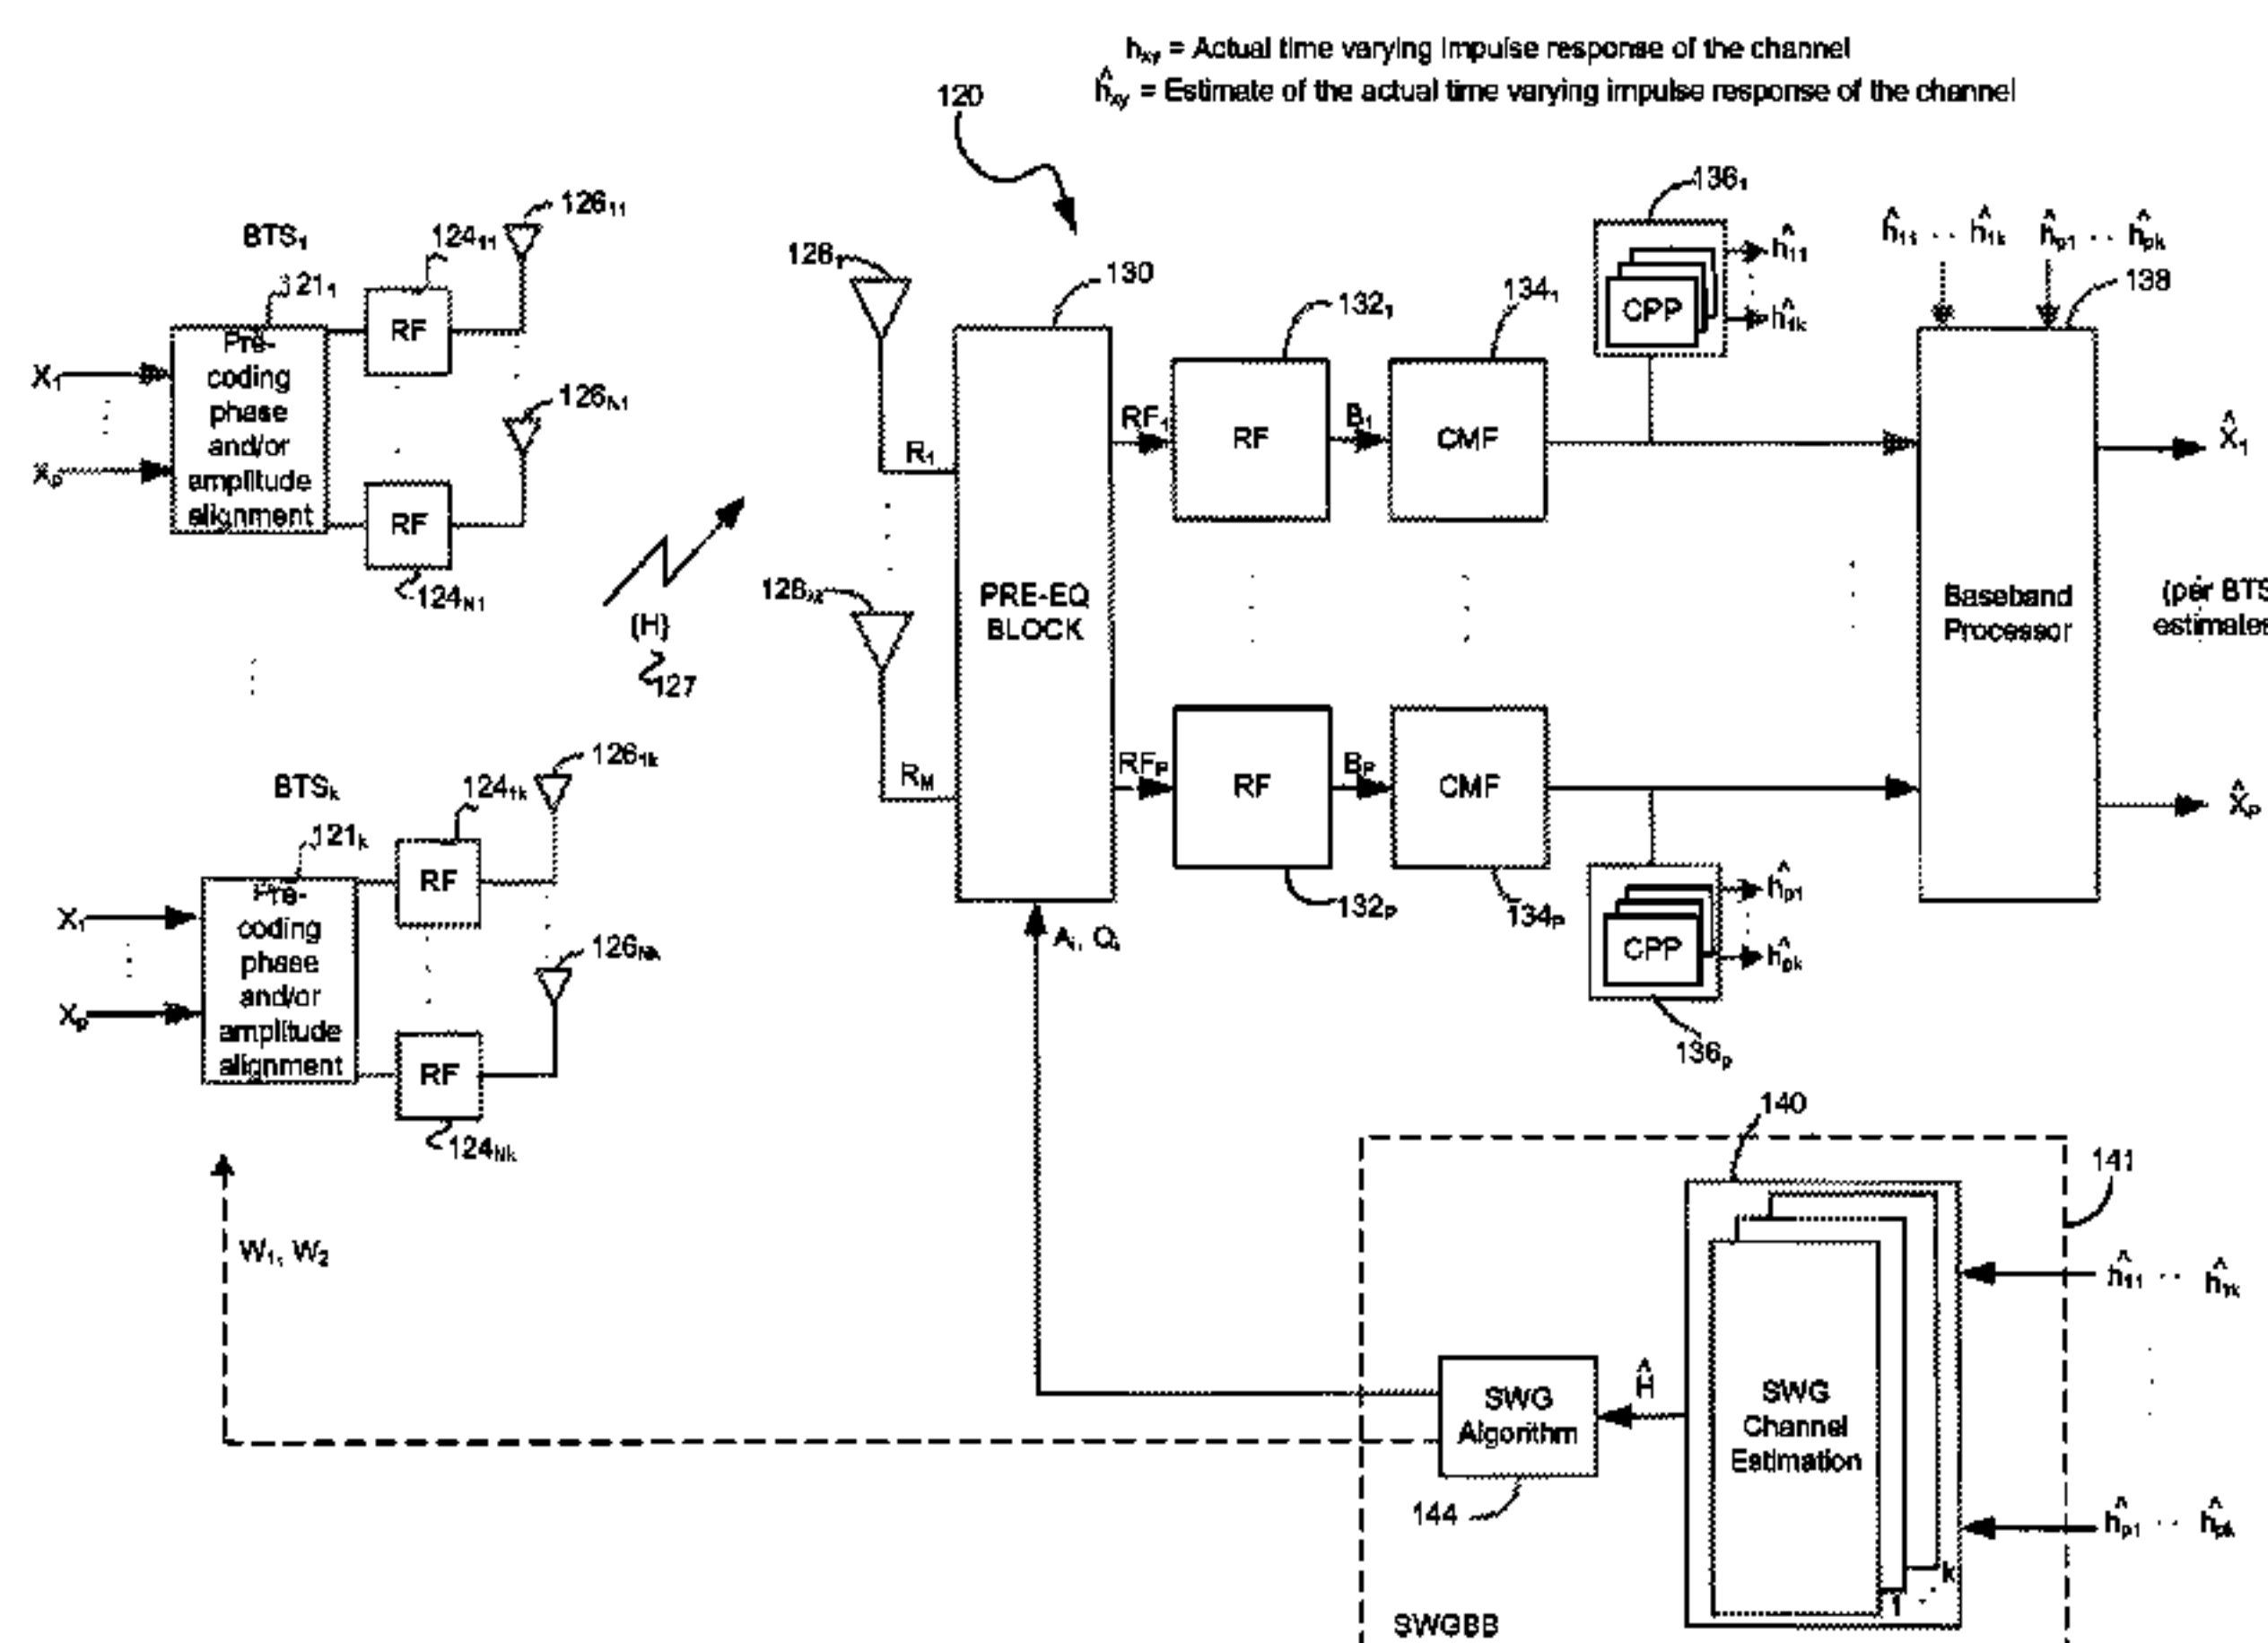 hxy = Actual time varying impulse response of the channel
ĥxy = Estimate of the actual time varying impulse response of the channel
120
BTS₁
121₁
124₁₁
126₁₁
X₁
Xₚ
Pre-
coding
phase
and/or
amplitude
alignment
RF
RF
126N1
124N1
{H}
127
128₁
R₁
130
PRE-EQ
BLOCK
RM
RF₁
132₁
RF
B₁
134₁
CMF
136₁
CPP
ĥ₁₁
ĥ₁ₖ
ĥ₁₁ .. ĥ₁ₖ
ĥp1 .. ĥpk
138
Baseband
Processor
X̂₁
(per BTS
estimates
X̂P
RFP
RF
132P
BP
CMF
134P
CPP
ĥp1
ĥpk
136p
BTSk
121k
124₁k
126₁k
X₁
Xp
Pre-
coding
phase
and/or
amplitude
alignment
RF
RF
126Nk
124Nk
Aᵢ, Qᵢ
W₁, W₂
140
141
SWG
Algorithm
144
Ĥ
SWG
Channel
Estimation
1
k
ĥ₁₁ .. ĥ₁k
ĥp1 .. ĥpk
SWGBB